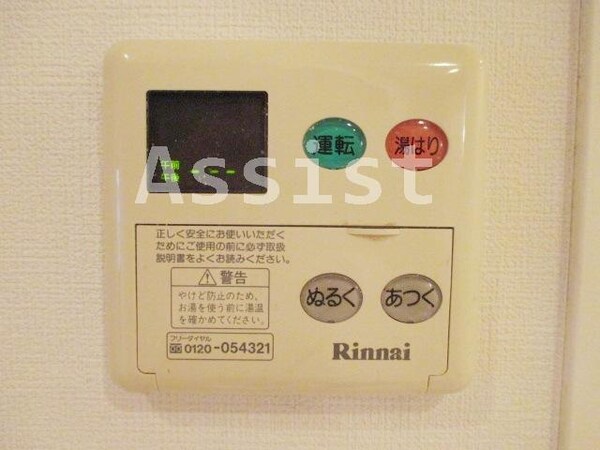 運転
湯はり
午前
午後
Assist
正しく安全にお使いいただく
ためにご使用の前に必ず取扱
説明書をよくお読みください。
警告
やけど防止のため、
お湯を使う前に湯温
を確かめてください。
フリーダイヤル
0120-054321
ぬるく
あつく
Rinnai